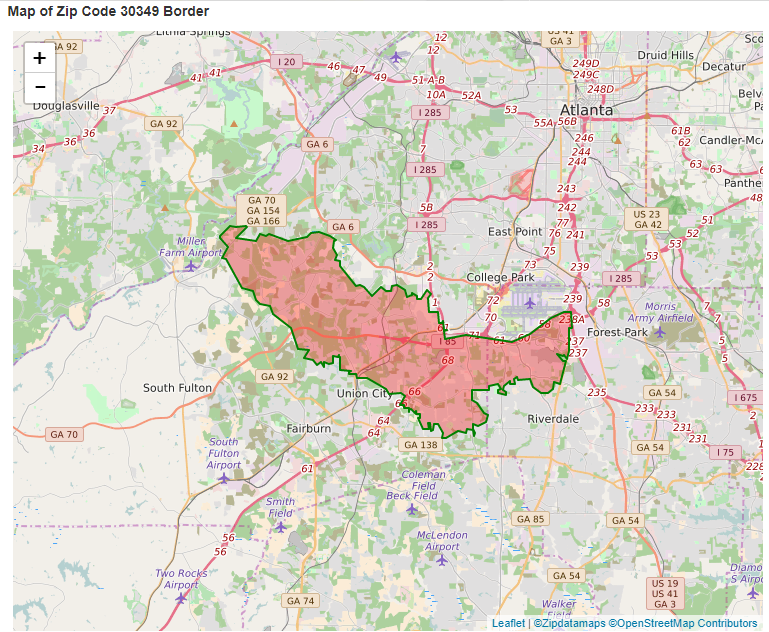 Map of Zip Code 30349 Border
Lithia-Springs
US 41
GA 3
12
12
GA 92
+
−
I 20
46
47
49
41
41
51 A-B
10A
52A
53
249D
249C
248D
Druid Hills
Decatur
Douglasville
37
36
36
34
GA 92
I 285
55A
56B
Atlanta
246
244
244
61B
62
Candler-McA
63
63
GA 6
7
I 285
243
Panthe
48
GA 70
GA 154
GA 166
GA 6
5B
I 285
242
77
76
241
US 23
GA 42
51
52
53
53
East Point
75
Miller
Farm Airport
2
2
1
73
College Park
239
I 285
72
70
239
58
Morris
Army Airfield
7
7
5
5
61
71
61
60
58
238A
Forest Park
237
237
I 85
68
South Fulton
GA 92
Union City
66
66
64
64
235
GA 54
233
233
231
231
I 675
2
GA 70
Fairburn
GA 138
Riverdale
GA 54
I 75
228
South
Fulton
Airport
61
Coleman
Field
Beck Field
Smith
Field
56
56
McLendon
Airport
GA 85
GA 54
Two Rocks
Airport
GA 74
GA 54
Walker
Field
US 19
US 41
GA 3
Leaflet | ©Zipdatamaps ©OpenStreetMap Contributors